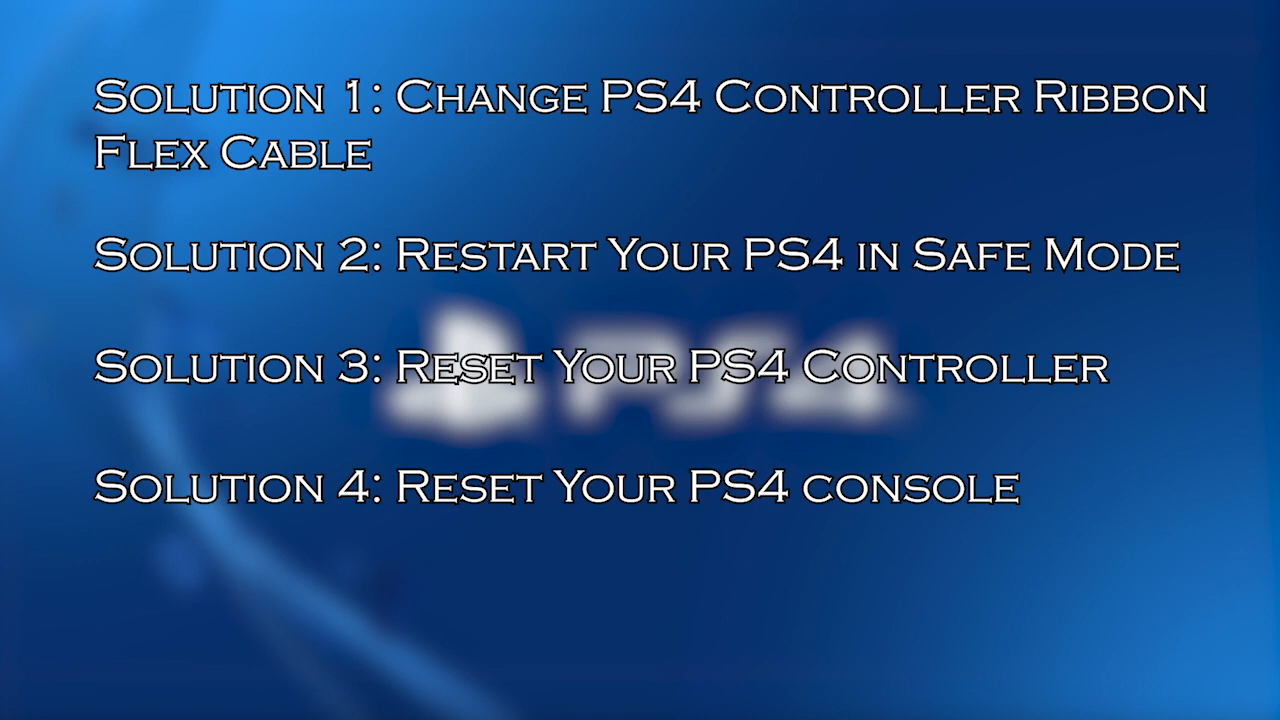 Solution 1: Change PS4 Controller Ribbon
Flex Cable
Solution 2: Restart Your PS4 in Safe Mode
Solution 3: Reset Your PS4 Controller
Solution 4: Reset Your PS4 console
PS4